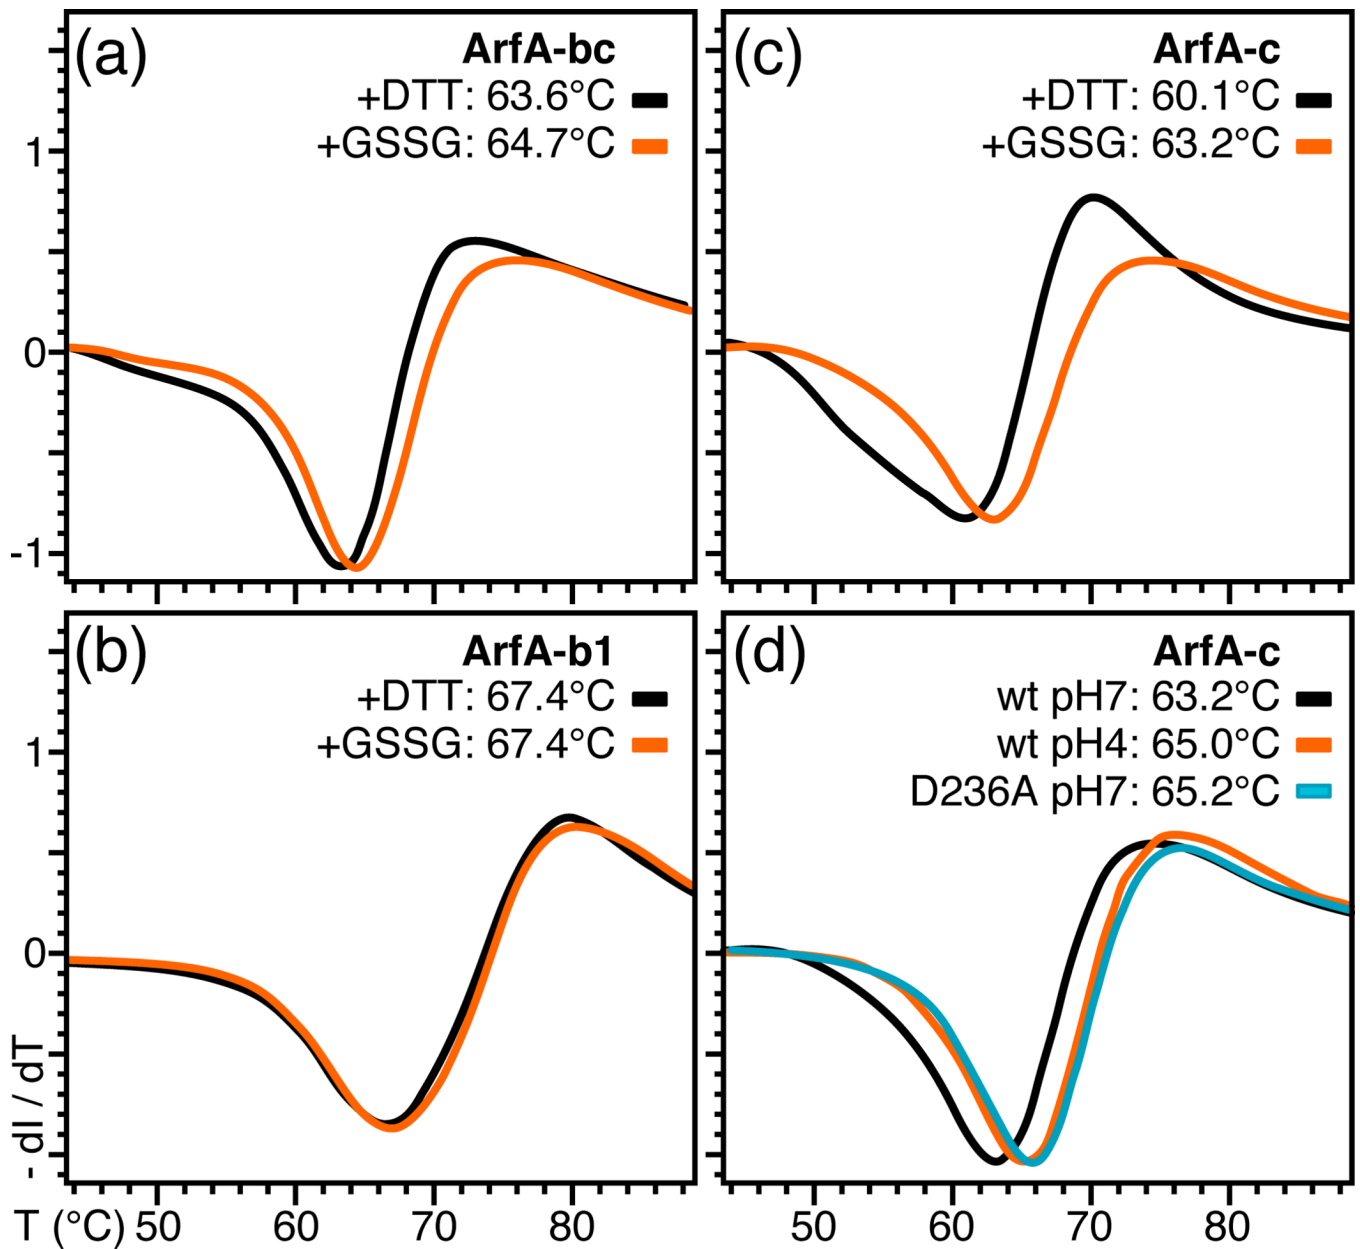 (a)
ArfA-bc
+DTT: 63.6°C
+GSSG: 64.7°C
1
0
-1
(c)
ArfA-c
+DTT: 60.1°C
+GSSG: 63.2°C
(b)
ArfA-b1
+DTT: 67.4°C
+GSSG: 67.4°C
1
0
- dI / dT
(d)
ArfA-c
wt pH7: 63.2°C
wt pH4: 65.0°C
D236A pH7: 65.2°C
T (°C) 50 60 70 80
50 60 70 80